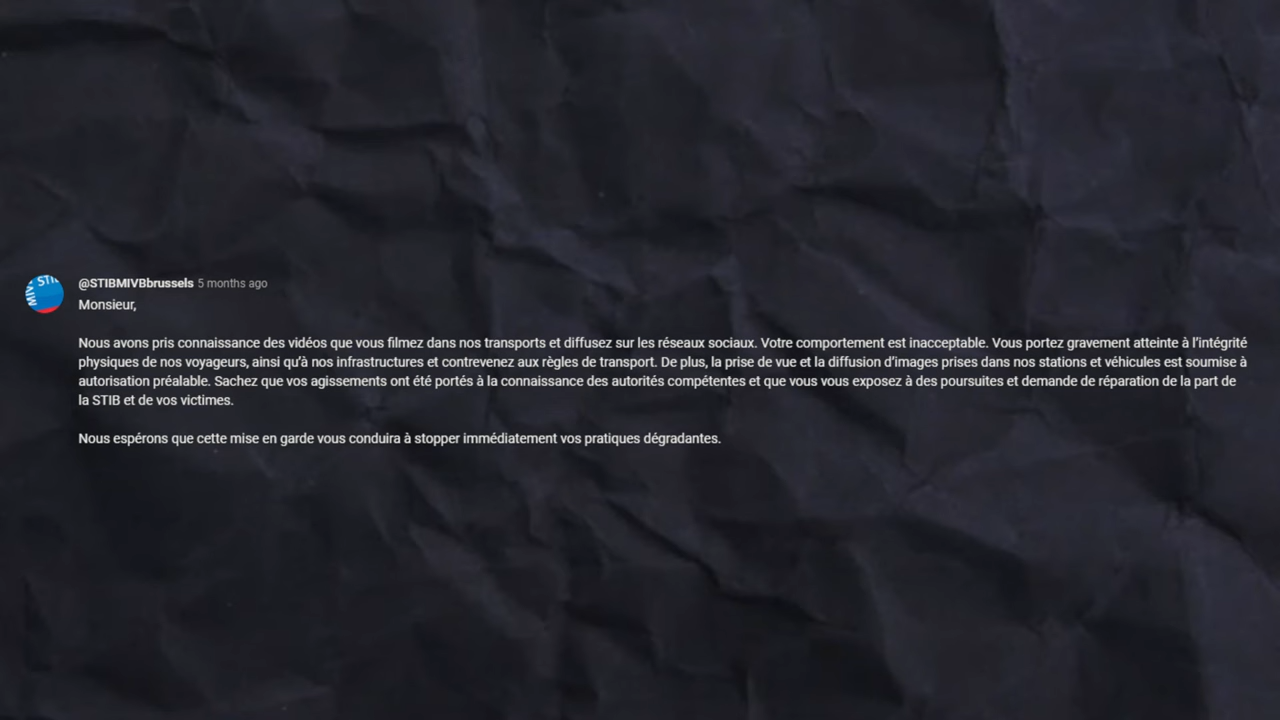 STIB
MIVB
@STIBMIVBbrussels 5 months ago
Monsieur,
Nous avons pris connaissance des vidéos que vous filmez dans nos transports et diffusez sur les réseaux sociaux. Votre comportement est inacceptable. Vous portez gravement atteinte à l'intégrité
physiques de nos voyageurs, ainsi qu'à nos infrastructures et contrevenez aux règles de transport. De plus, la prise de vue et la diffusion d'images prises dans nos stations et véhicules est soumise à
autorisation préalable. Sachez que vos agissements ont été portés à la connaissance des autorités compétentes et que vous vous exposez à des poursuites et demande de réparation de la part de
la STIB et de vos victimes.
Nous espérons que cette mise en garde vous conduira à stopper immédiatement vos pratiques dégradantes.